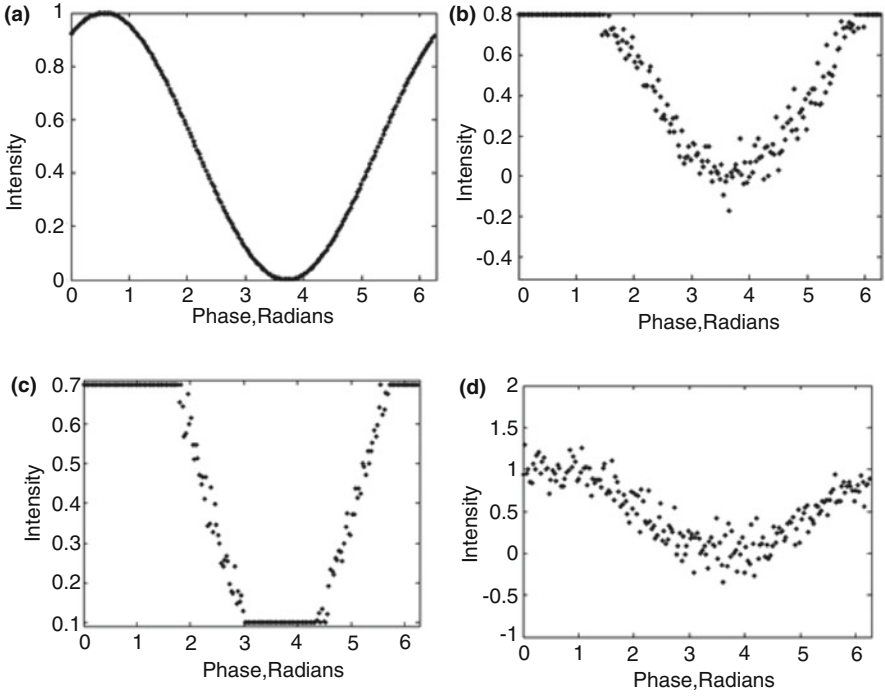 (a)
1
0.8
0.6
0.4
0.2
0
Intensity
0 1 2 3 4 5 6
Phase,Radians
(b)
0.8
0.6
0.4
0.2
0
-0.2
-0.4
Intensity
0 1 2 3 4 5 6
Phase,Radians
(c)
0.7
0.6
0.5
0.4
0.3
0.2
0.1
Intensity
0 1 2 3 4 5 6
Phase,Radians
(d)
2
1.5
1
0.5
0
-0.5
-1
Intensity
0 1 2 3 4 5 6
Phase,Radians